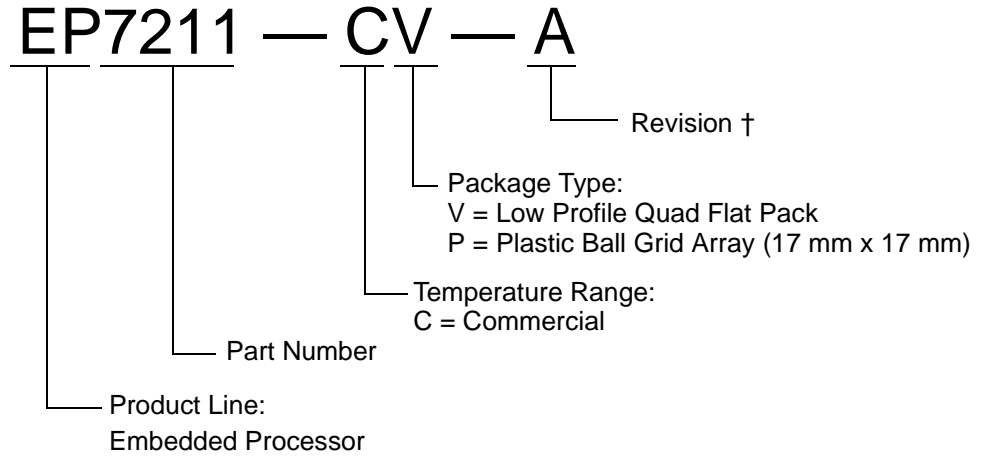 EP7211 — CV — A
Revision †
Package Type:
V = Low Profile Quad Flat Pack
P = Plastic Ball Grid Array (17 mm x 17 mm)
Temperature Range:
C = Commercial
Part Number
Product Line:
Embedded Processor